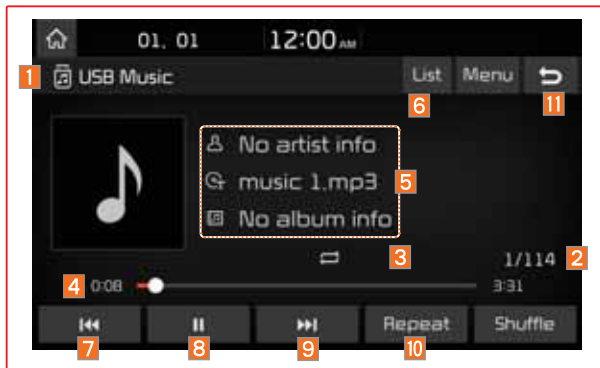 01. 01 12:00 AM
1 USB Music List Menu
6 11
No artist info
music 1.mp3 5
No album info
3 1/114 2
4 0:08 3:31
Repeat Shuffle
7 8 9 10